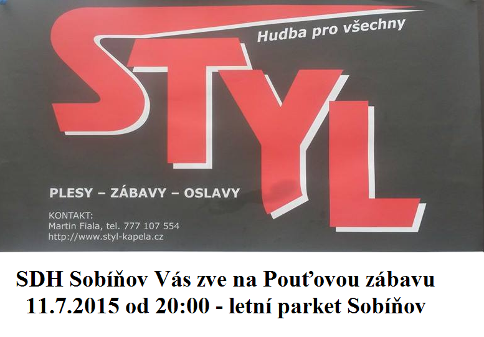 Hudba pro všechny
STYL
PLESY – ZÁBAVY – OSLAVY
KONTAKT:
Martin Fiala, tel. 777 107 554
http://www.styl-kapela.cz
SDH Sobíňov Vás zve na Pouťovou zábavu
11.7.2015 od 20:00 - letní parket Sobíňov